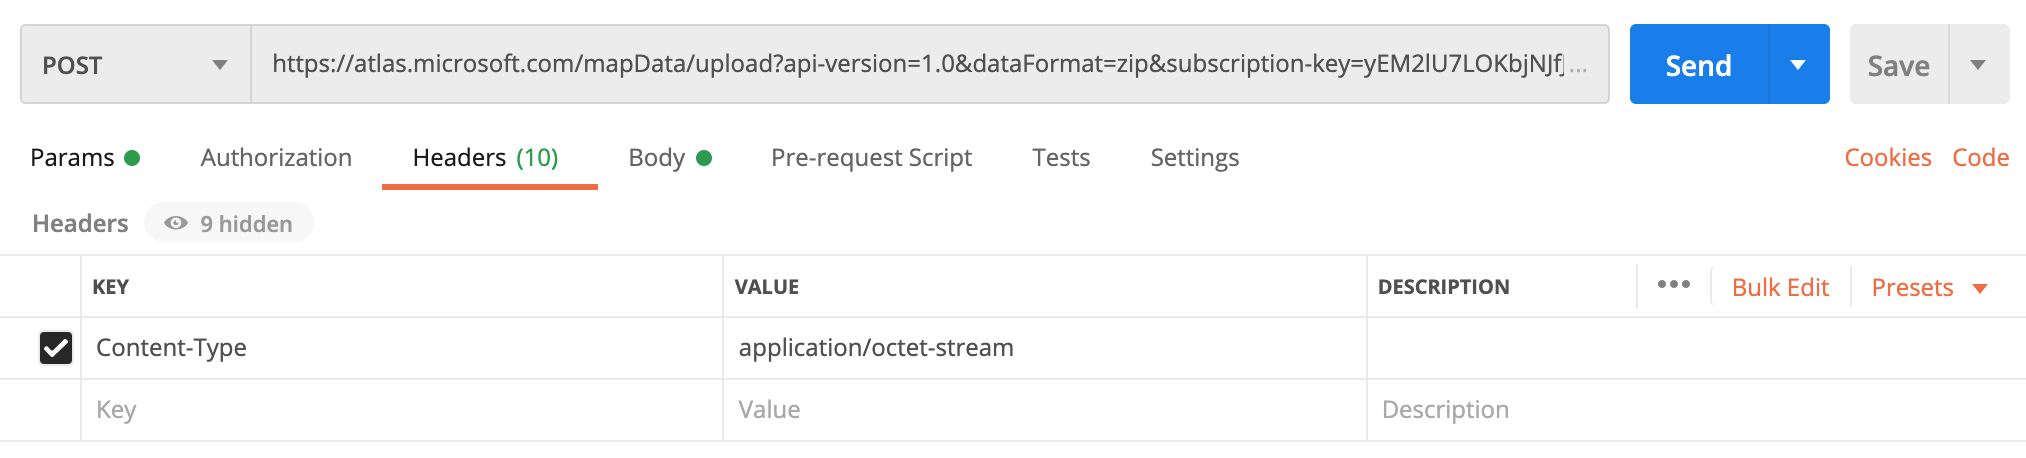 POST https://atlas.microsoft.com/mapData/upload?api-version=1.0&dataFormat=zip&subscription-key=yEM2lU7LOKbjNJfJ... Send Save
Params Authorization Headers (10) Body Pre-request Script Tests Settings Cookies Code
Headers 9 hidden
KEY VALUE DESCRIPTION ••• Bulk Edit Presets
Content-Type application/octet-stream
Key Value Description